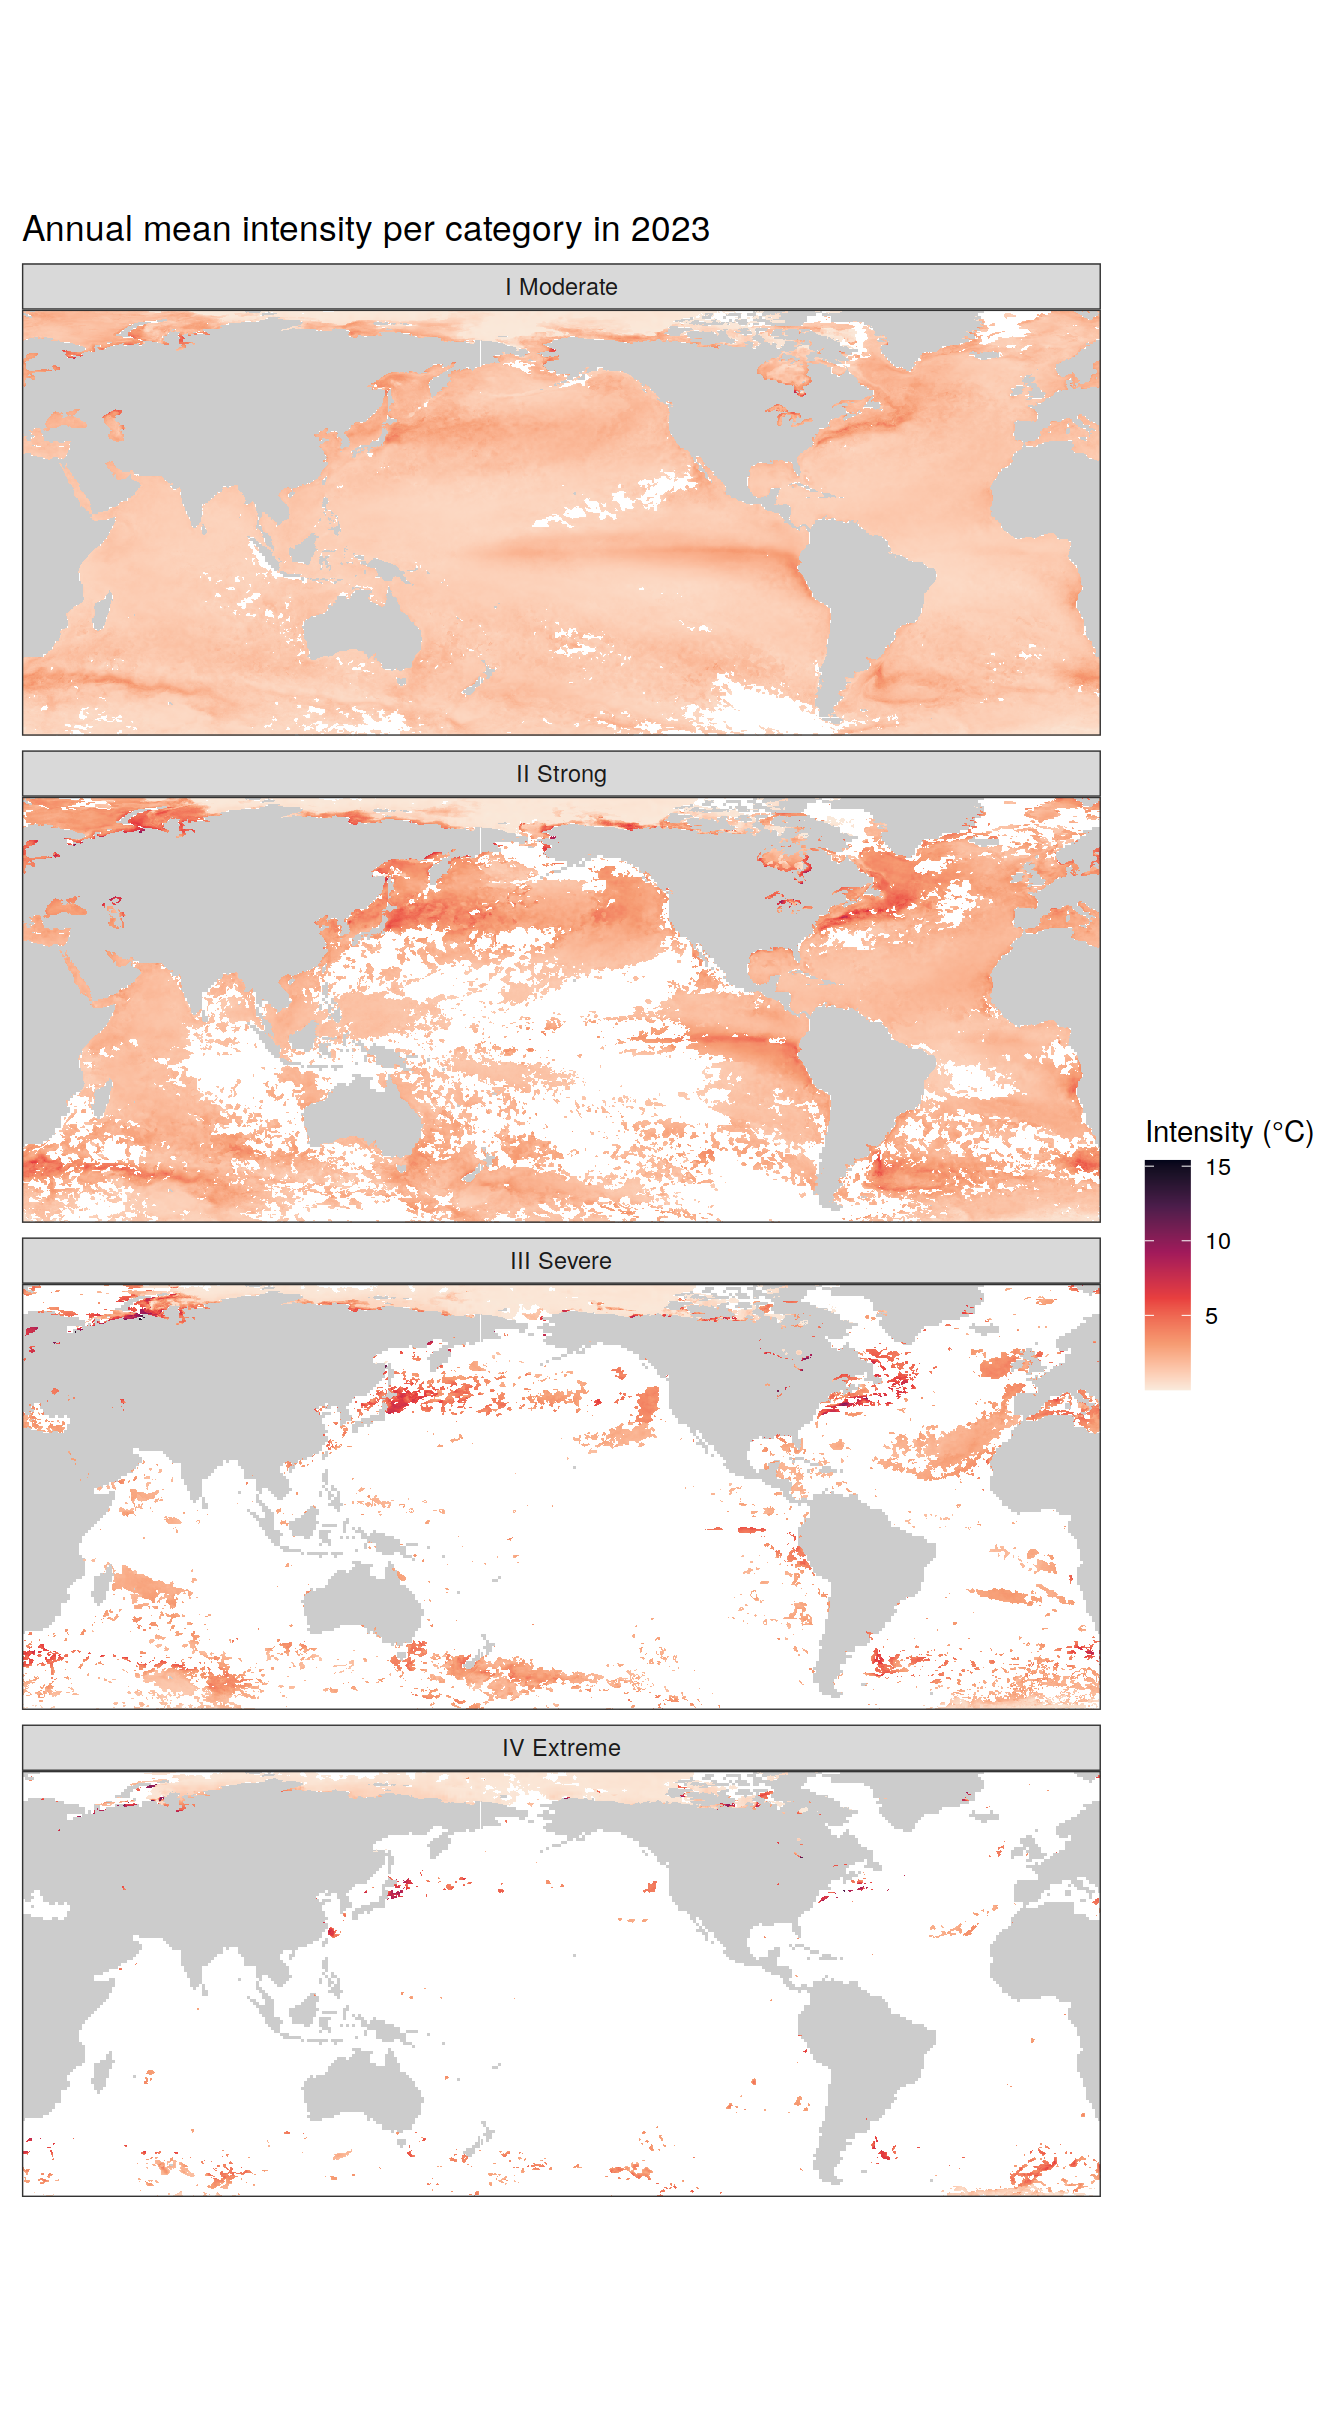 Annual mean intensity per category in 2023
I Moderate
II Strong
III Severe
IV Extreme
Intensity (°C)
15
10
5